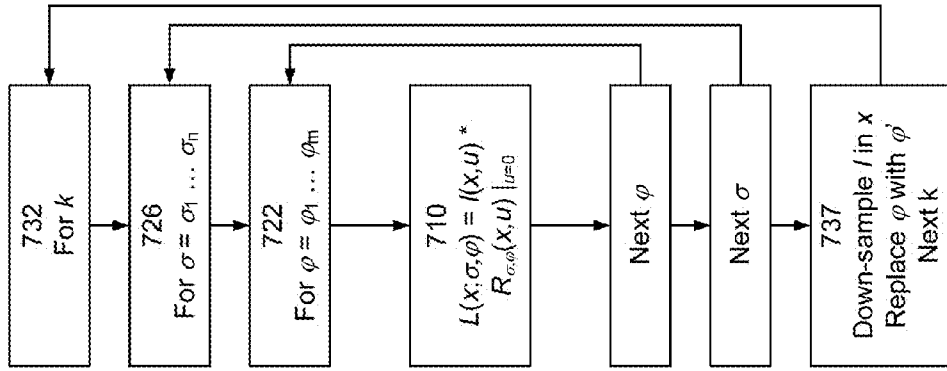 732
For k
726
For σ = σ₁ ... σₙ
722
For φ = φ₁ ... φₘ
710
L(x;σ,φ) = I(x,u) *
R_σ,φ(x,u) |ᵤ₌₀
Next φ
Next σ
737
Down-sample I in x
Replace φ with φ'
Next k